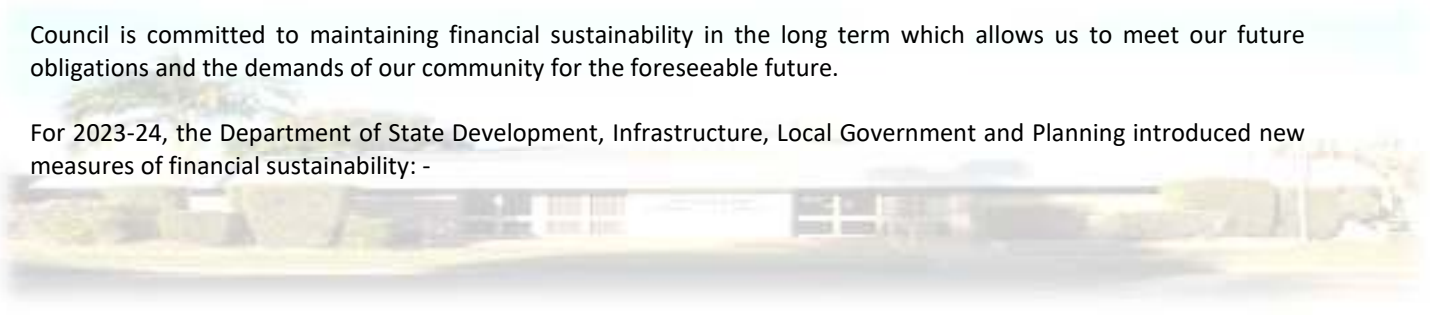 Council is committed to maintaining financial sustainability in the long term which allows us to meet our future
obligations and the demands of our community for the foreseeable future.
For 2023-24, the Department of State Development, Infrastructure, Local Government and Planning introduced new
measures of financial sustainability: -